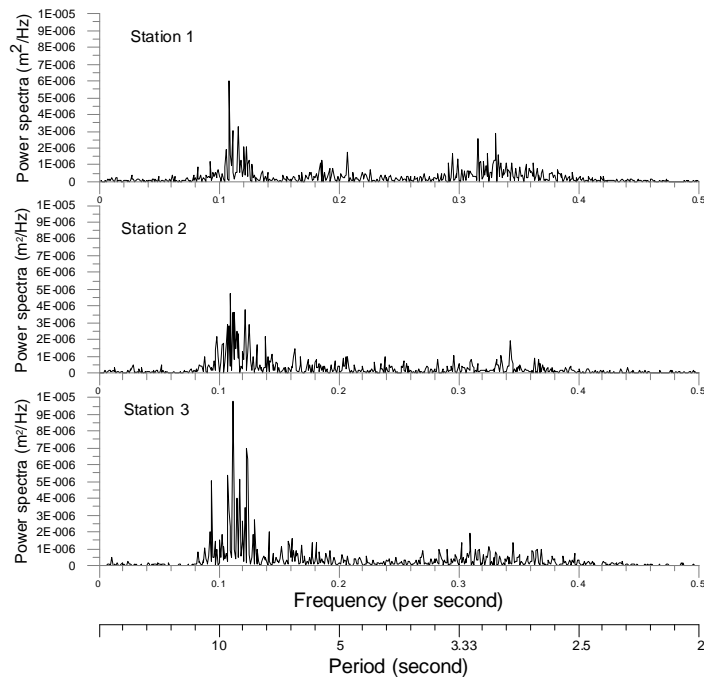 1E-005
9E-006
8E-006
7E-006
6E-006
5E-006
4E-006
3E-006
2E-006
1E-006
0
Power spectra (m²/Hz)
Station 1
0 0.1 0.2 0.3 0.4 0.5
1E-005
9E-006
8E-006
7E-006
6E-006
5E-006
4E-006
3E-006
2E-006
1E-006
0
Power spectra (m²/Hz)
Station 2
0 0.1 0.2 0.3 0.4 0.5
1E-005
9E-006
8E-006
7E-006
6E-006
5E-006
4E-006
3E-006
2E-006
1E-006
0
Power spectra (m²/Hz)
Station 3
0 0.1 0.2 0.3 0.4 0.5
Frequency (per second)
10 5 3.33 2.5 2
Period (second)